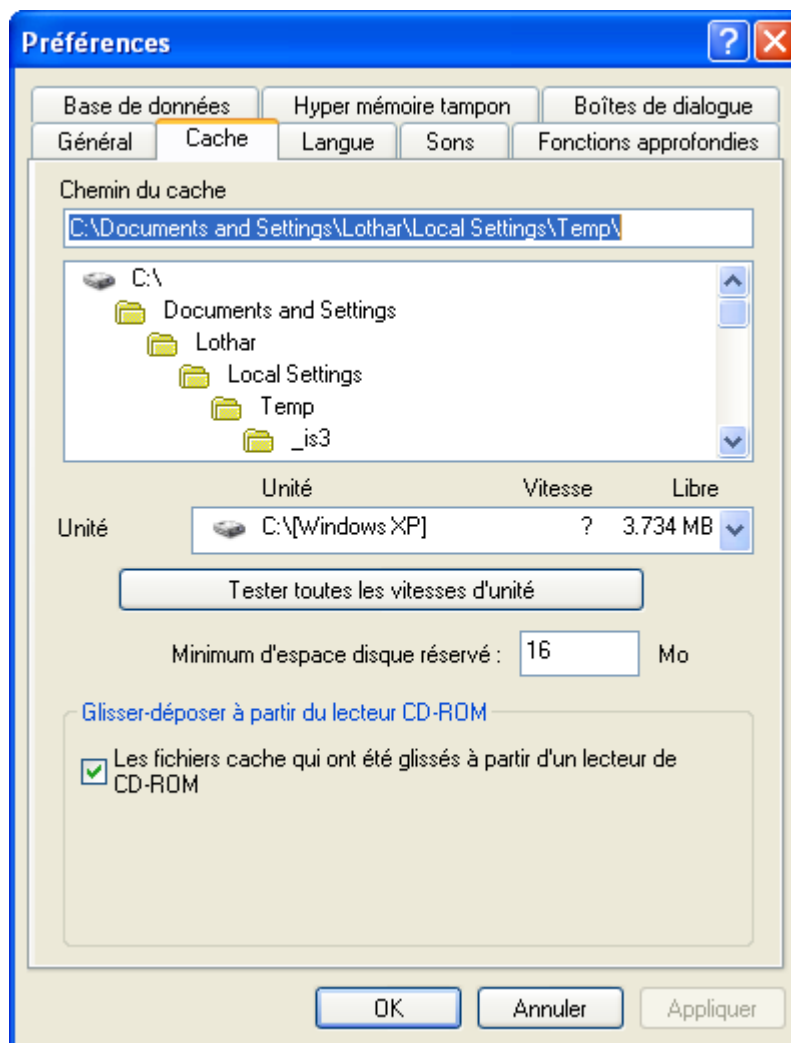 Préférences
Base de données Hyper mémoire tampon Boîtes de dialogue
Général Cache Langue Sons Fonctions approfondies
Chemin du cache
C:\Documents and Settings\Lothar\Local Settings\Temp\
C:\
Documents and Settings
Lothar
Local Settings
Temp
_is3
Unité Vitesse Libre
Unité C:\[Windows XP] ? 3.734 MB
Tester toutes les vitesses d'unité
Minimum d'espace disque réservé : 16 Mo
Glisser-déposer à partir du lecteur CD-ROM
Les fichiers cache qui ont été glissés à partir d'un lecteur de
CD-ROM
OK Annuler Appliquer